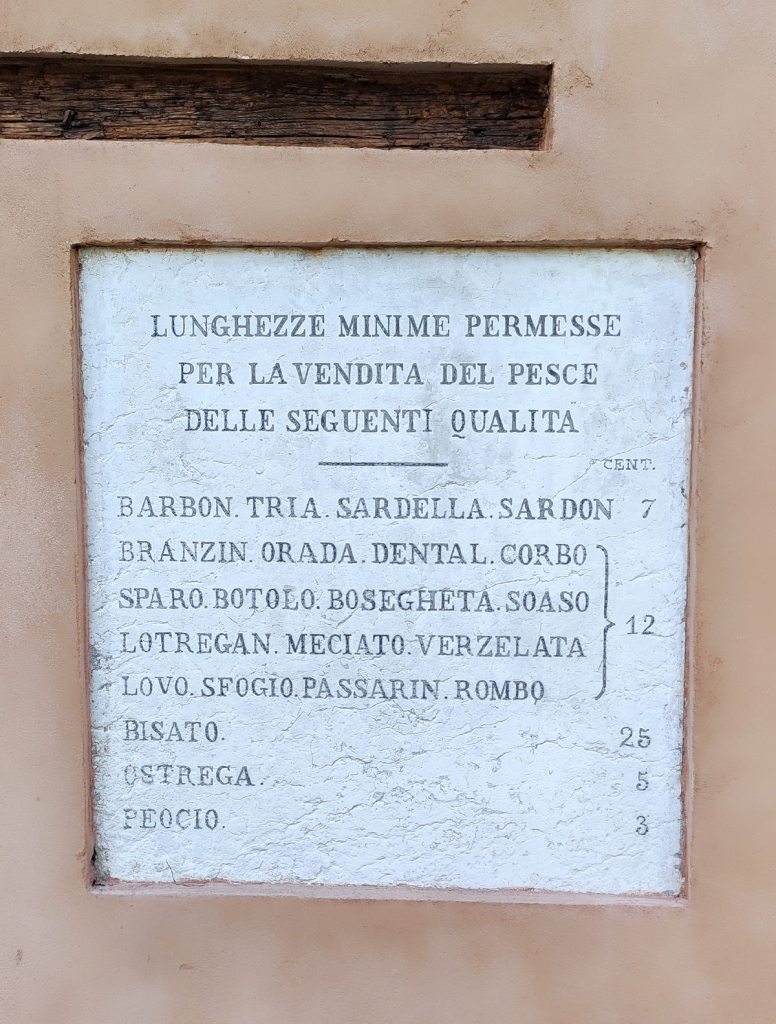 LUNGHEZZE MINIME PERMESSE
PER LA VENDITA DEL PESCE
DELLE SEGUENTI QUALITA
CENT.
BARBON. TRIA. SARDELLA. SARDON 7
BRANZIN. ORADA. DENTAL. CORBO
SPARO. BOTOLO. BOSEGHETA. SOASO
12
LOTREGAN. MECIATO. VERZELATA
LOVO. SFOGIO. PASSARIN. ROMBO
BISATO. 25
OSTREGA. 5
PEOCIO. 3